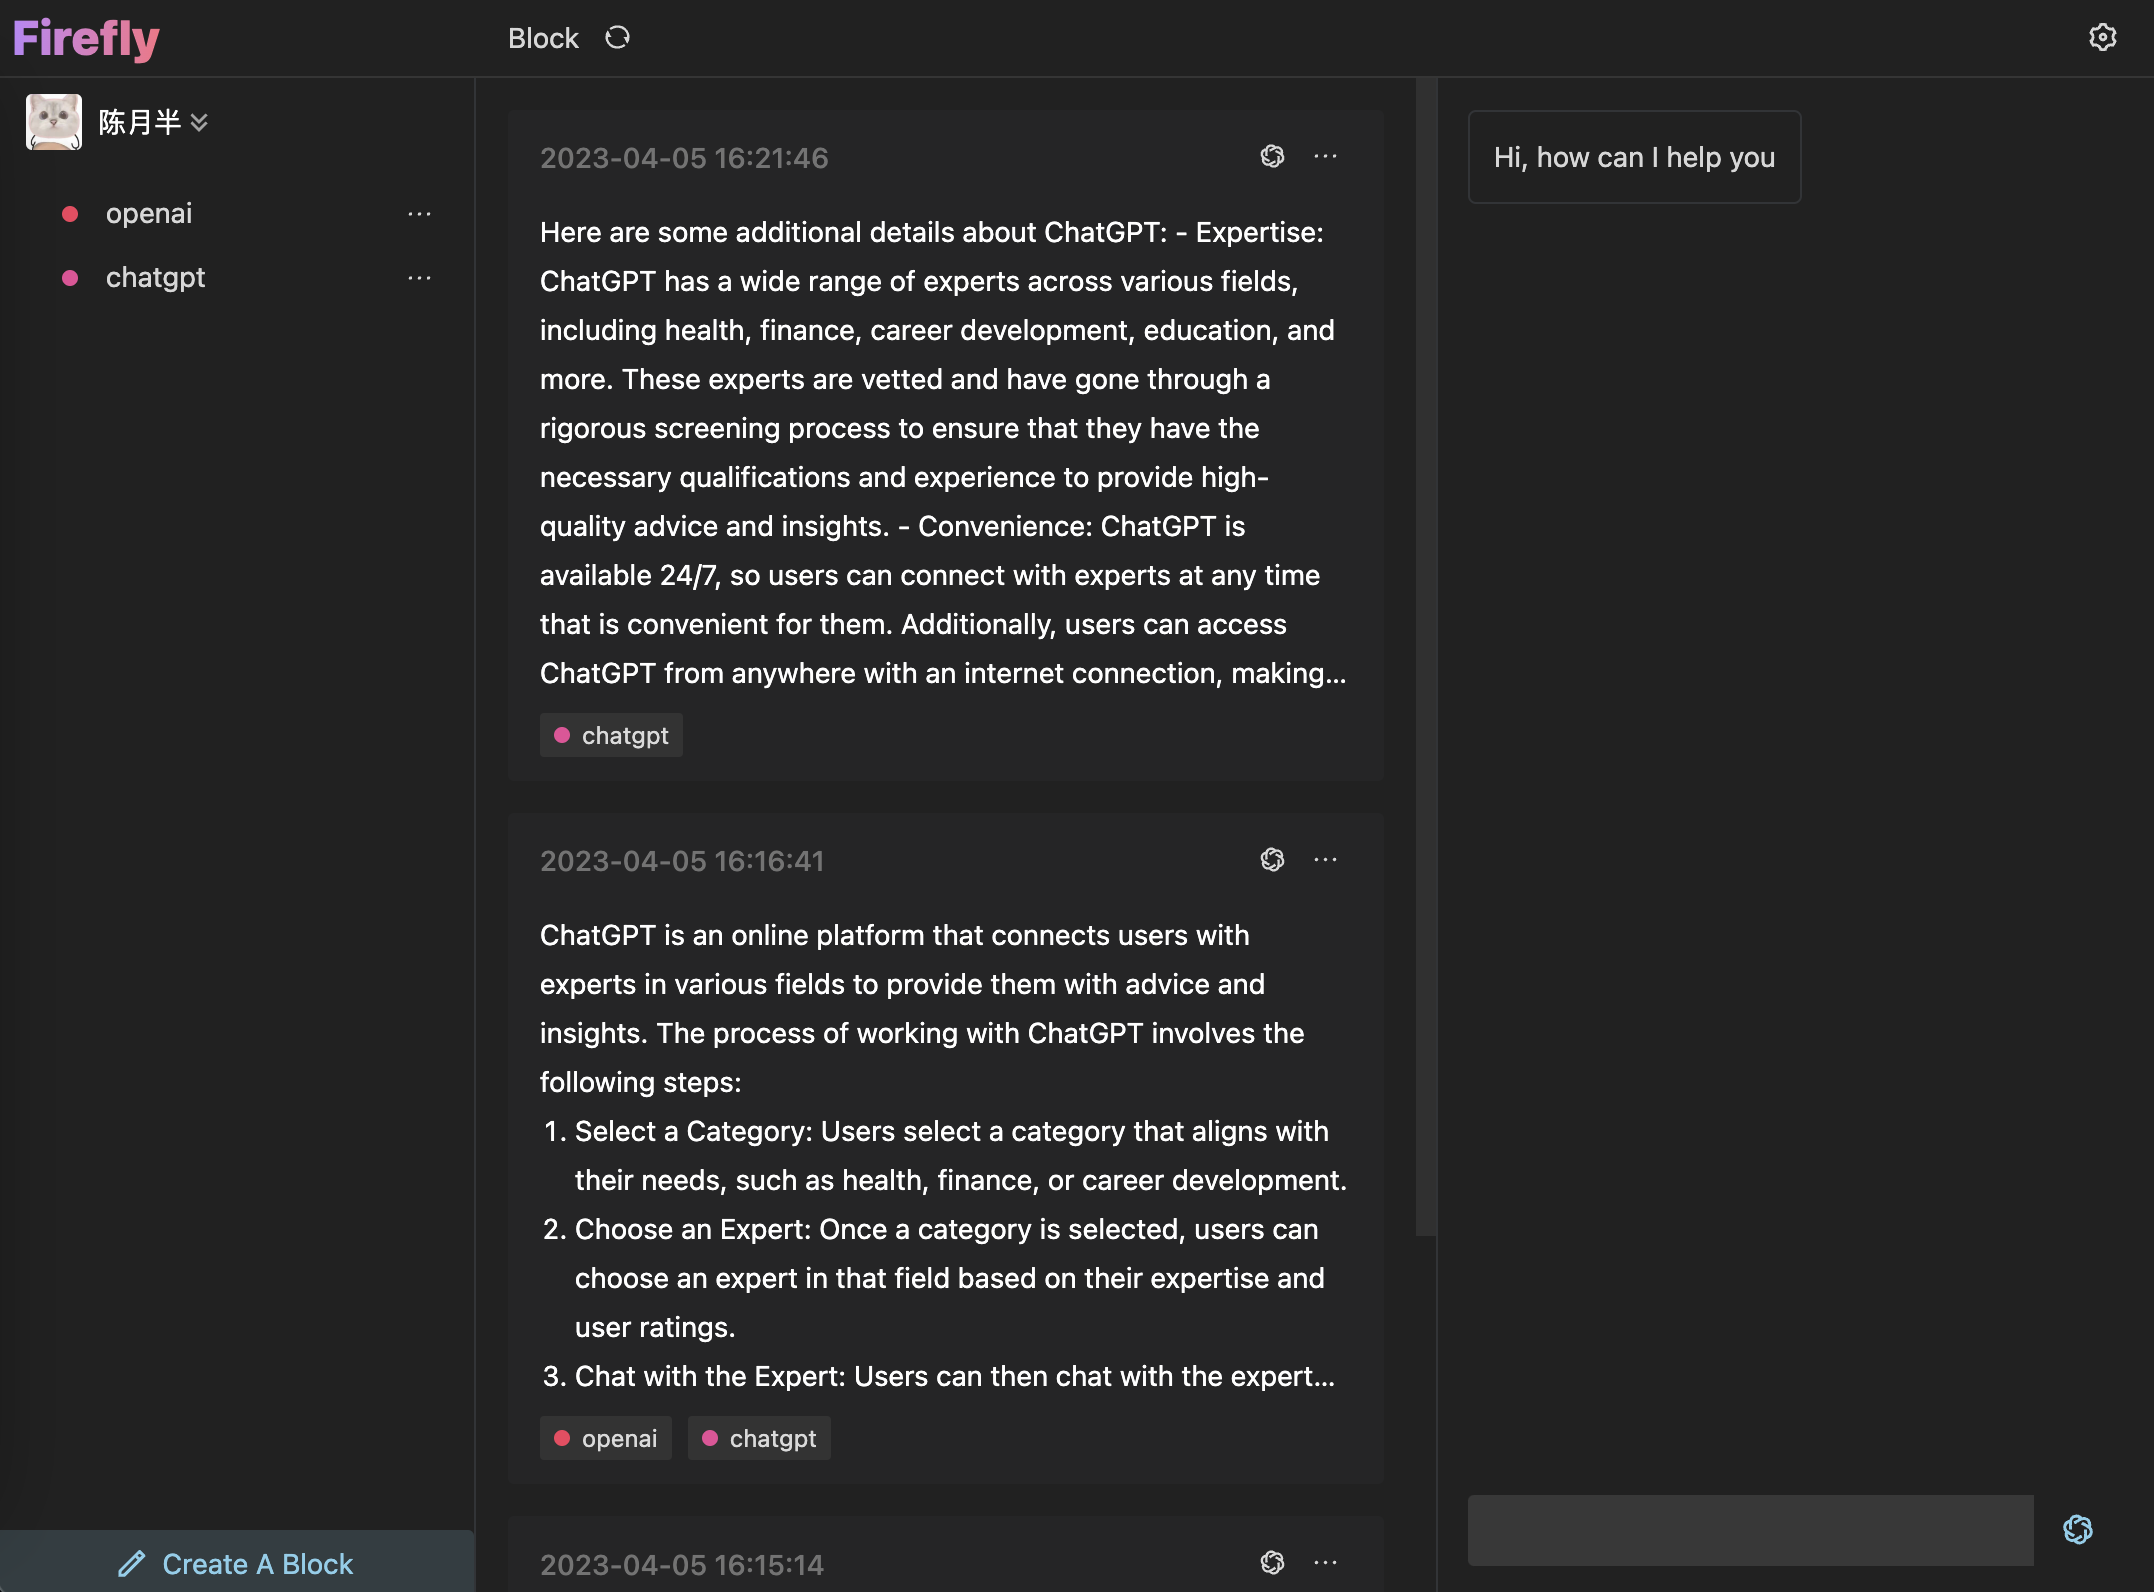 Firefly
Block
陈月半
openai
chatgpt
Create A Block
2023-04-05 16:21:46
Here are some additional details about ChatGPT: - Expertise:
ChatGPT has a wide range of experts across various fields,
including health, finance, career development, education, and
more. These experts are vetted and have gone through a
rigorous screening process to ensure that they have the
necessary qualifications and experience to provide high-
quality advice and insights. - Convenience: ChatGPT is
available 24/7, so users can connect with experts at any time
that is convenient for them. Additionally, users can access
ChatGPT from anywhere with an internet connection, making...
chatgpt
2023-04-05 16:16:41
ChatGPT is an online platform that connects users with
experts in various fields to provide them with advice and
insights. The process of working with ChatGPT involves the
following steps:
1. Select a Category: Users select a category that aligns with
their needs, such as health, finance, or career development.
2. Choose an Expert: Once a category is selected, users can
choose an expert in that field based on their expertise and
user ratings.
3. Chat with the Expert: Users can then chat with the expert...
openai chatgpt
2023-04-05 16:15:14
Hi, how can I help you